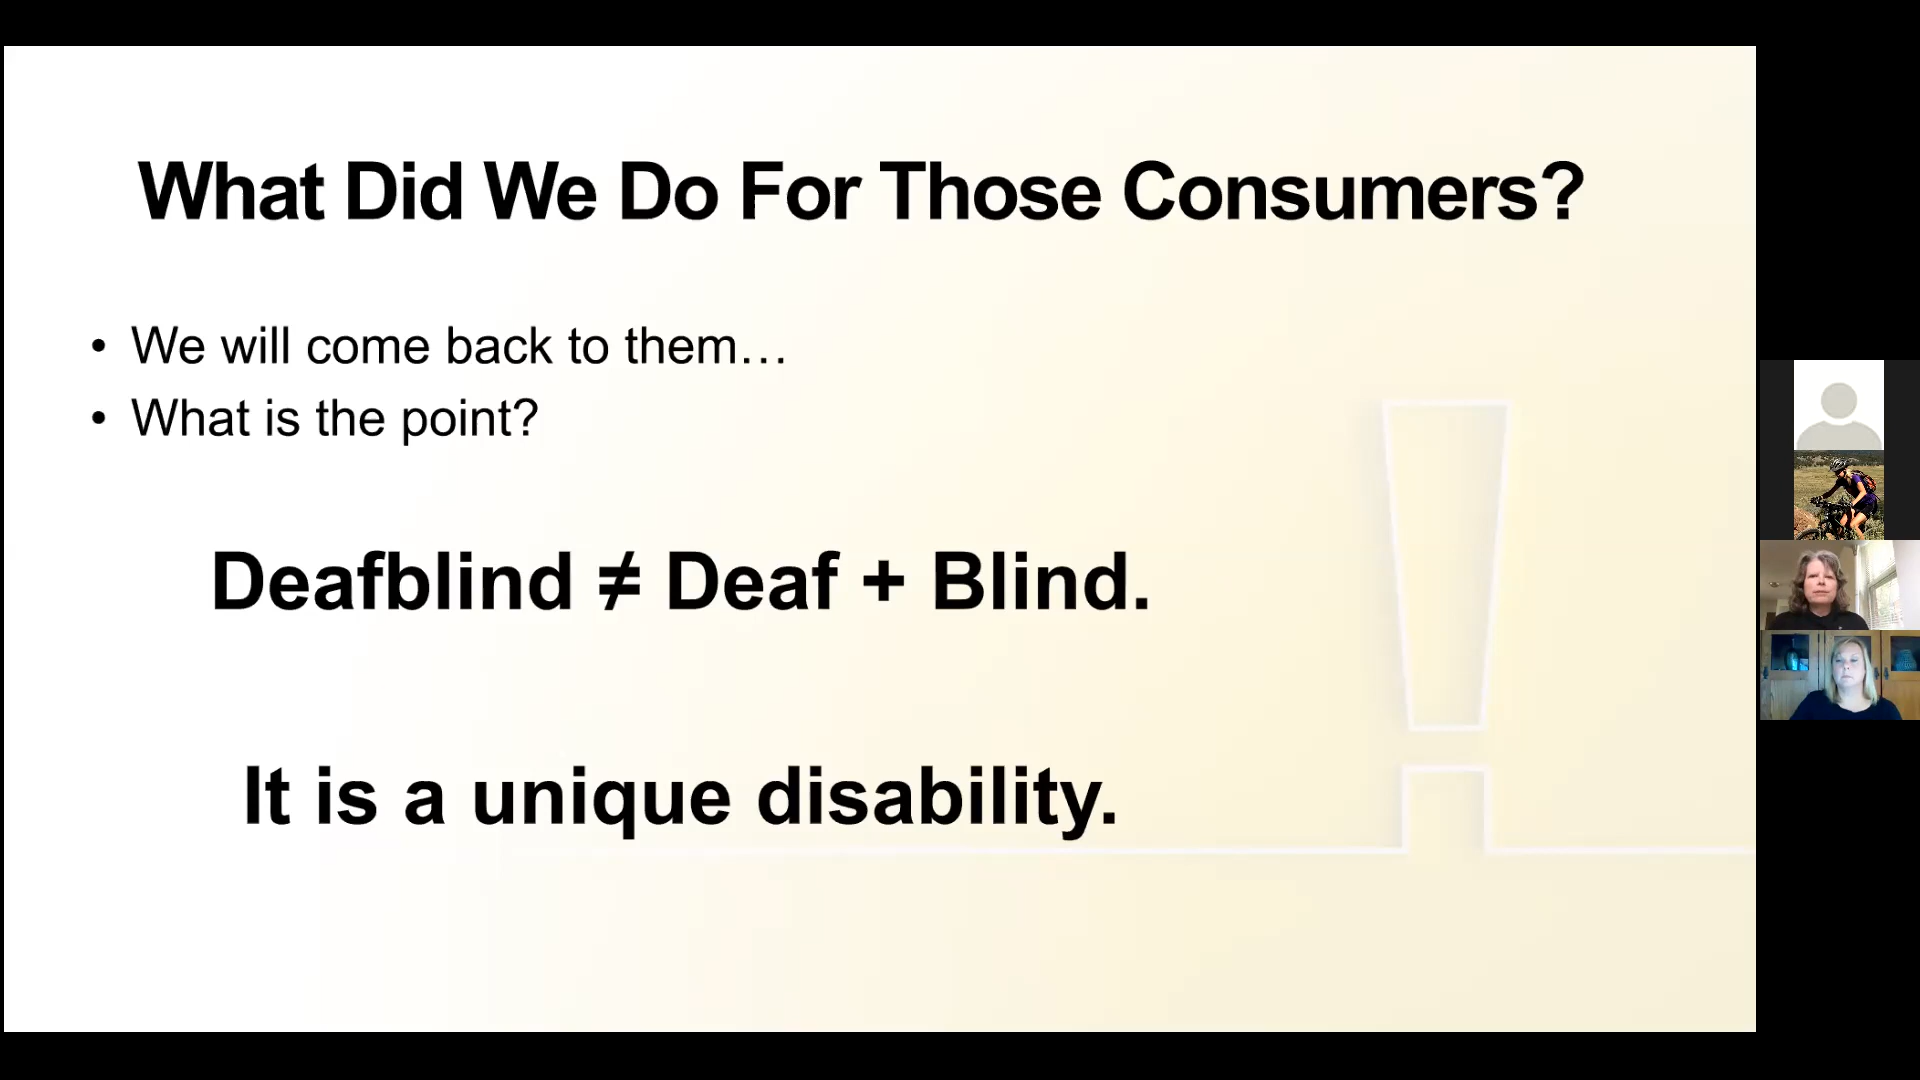 What Did We Do For Those Consumers?
• We will come back to them…
• What is the point?
Deafblind ≠ Deaf + Blind.
It is a unique disability.